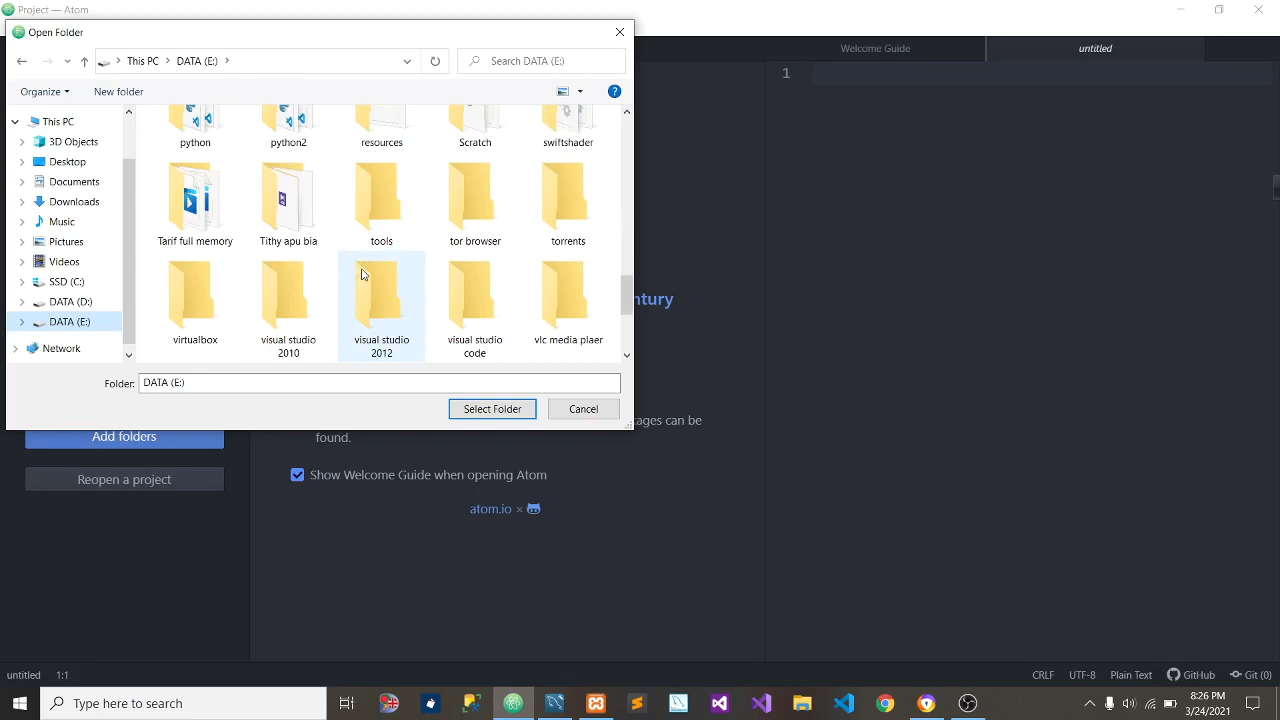 Project — Atom
Open Folder
This PC
DATA (E:)
Search DATA (E:)
Organize
New folder
Welcome Guide
untitled
1
This PC
3D Objects
Desktop
Documents
Downloads
Music
Pictures
Videos
SSD (C:)
DATA (D:)
DATA (E:)
Network
python
python2
resources
Scratch
swiftshader
Tarif full memory
Tithy apu bia
tools
tor browser
torrents
virtualbox
visual studio
2010
visual studio
2012
visual studio
code
vlc media plaer
Folder:
DATA (E:)
Select Folder
Cancel
ntury
ages can be
found.
Add folders
Reopen a project
Show Welcome Guide when opening Atom
atom.io ×
untitled
1:1
CRLF
UTF-8
Plain Text
GitHub
Git (0)
Type here to search
8:26 PM
3/24/2021